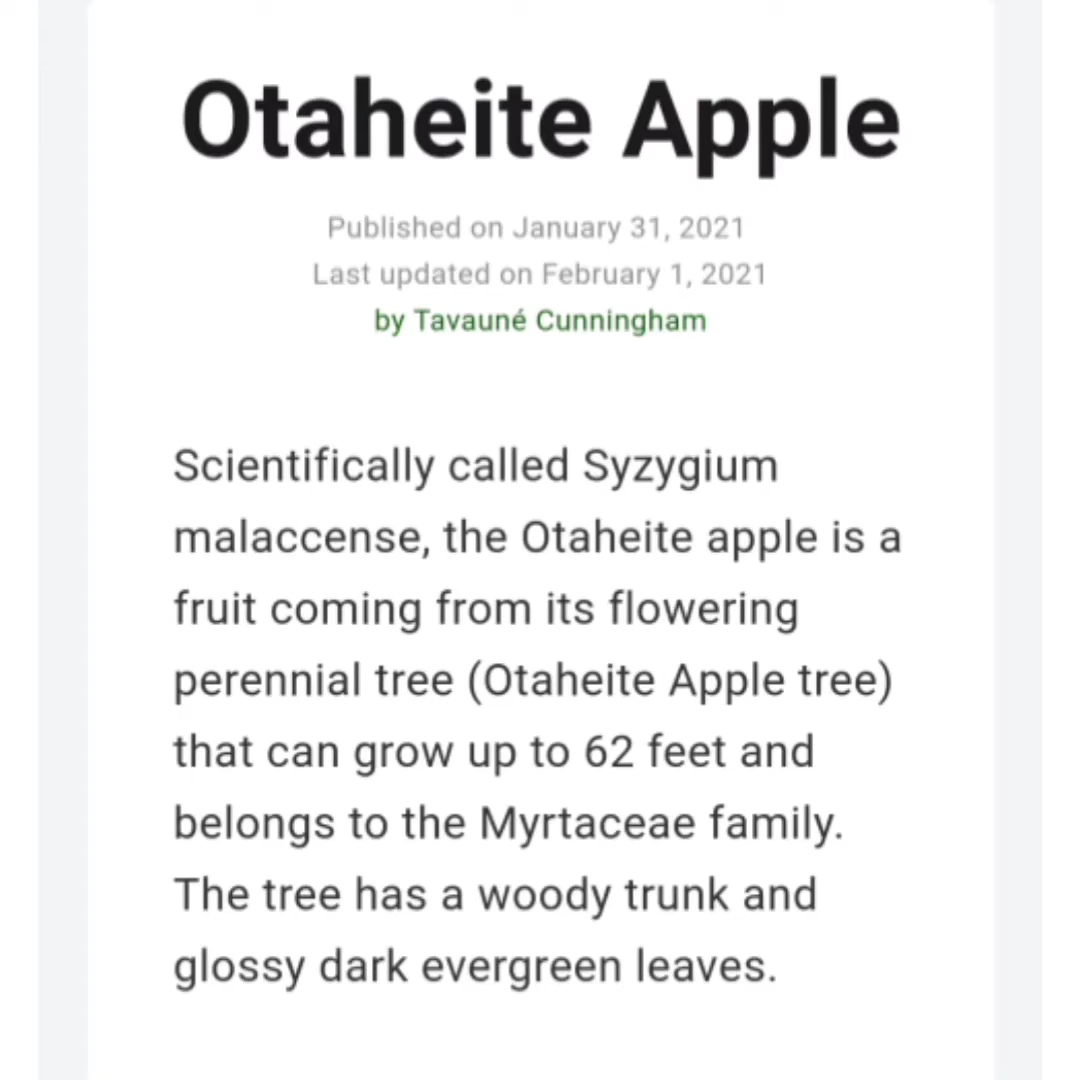 Otaheite Apple
Published on January 31, 2021
Last updated on February 1, 2021
by Tavauné Cunningham
Scientifically called Syzygium
malaccense, the Otaheite apple is a
fruit coming from its flowering
perennial tree (Otaheite Apple tree)
that can grow up to 62 feet and
belongs to the Myrtaceae family.
The tree has a woody trunk and
glossy dark evergreen leaves.